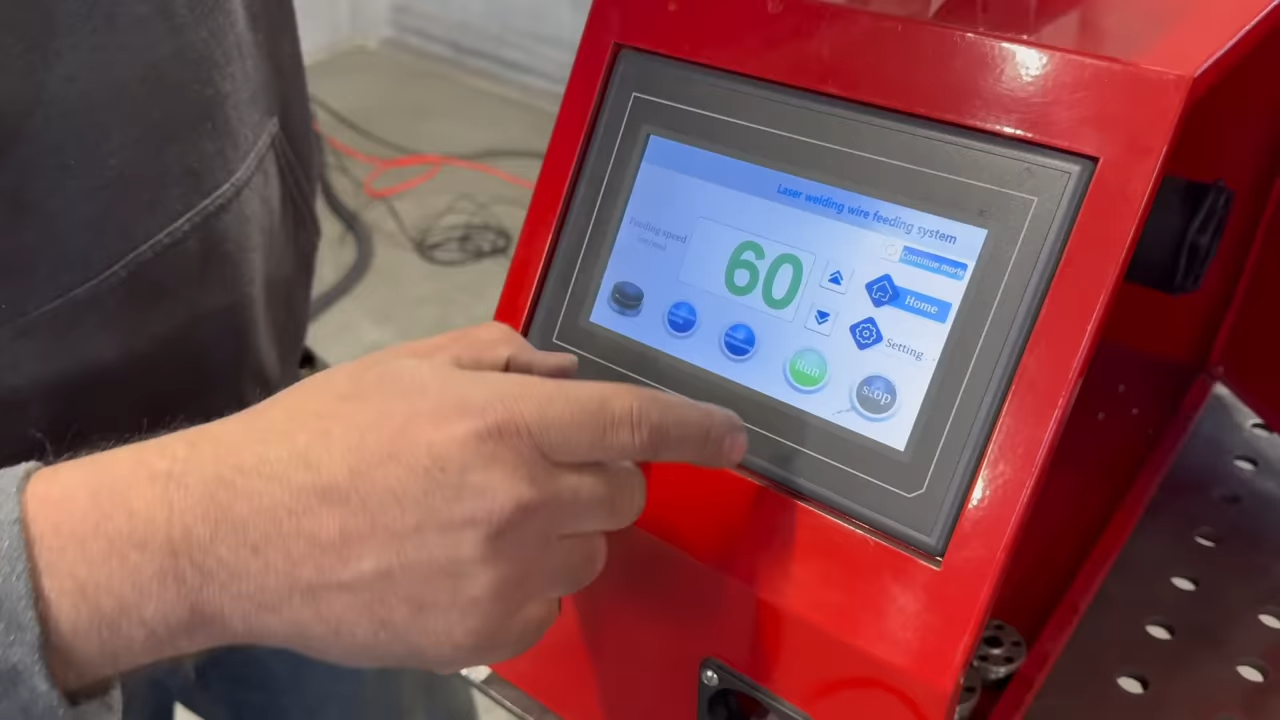 Laser welding wire feeding system
Continue mode
Feeding speed
60
Home
Setting
Run
stop